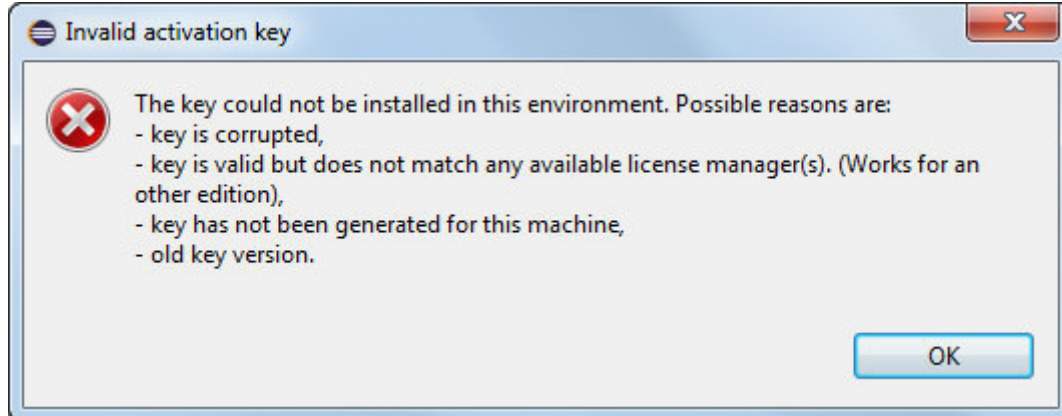 Invalid activation key
The key could not be installed in this environment. Possible reasons are:
- key is corrupted,
- key is valid but does not match any available license manager(s). (Works for an
other edition),
- key has not been generated for this machine,
- old key version.
OK